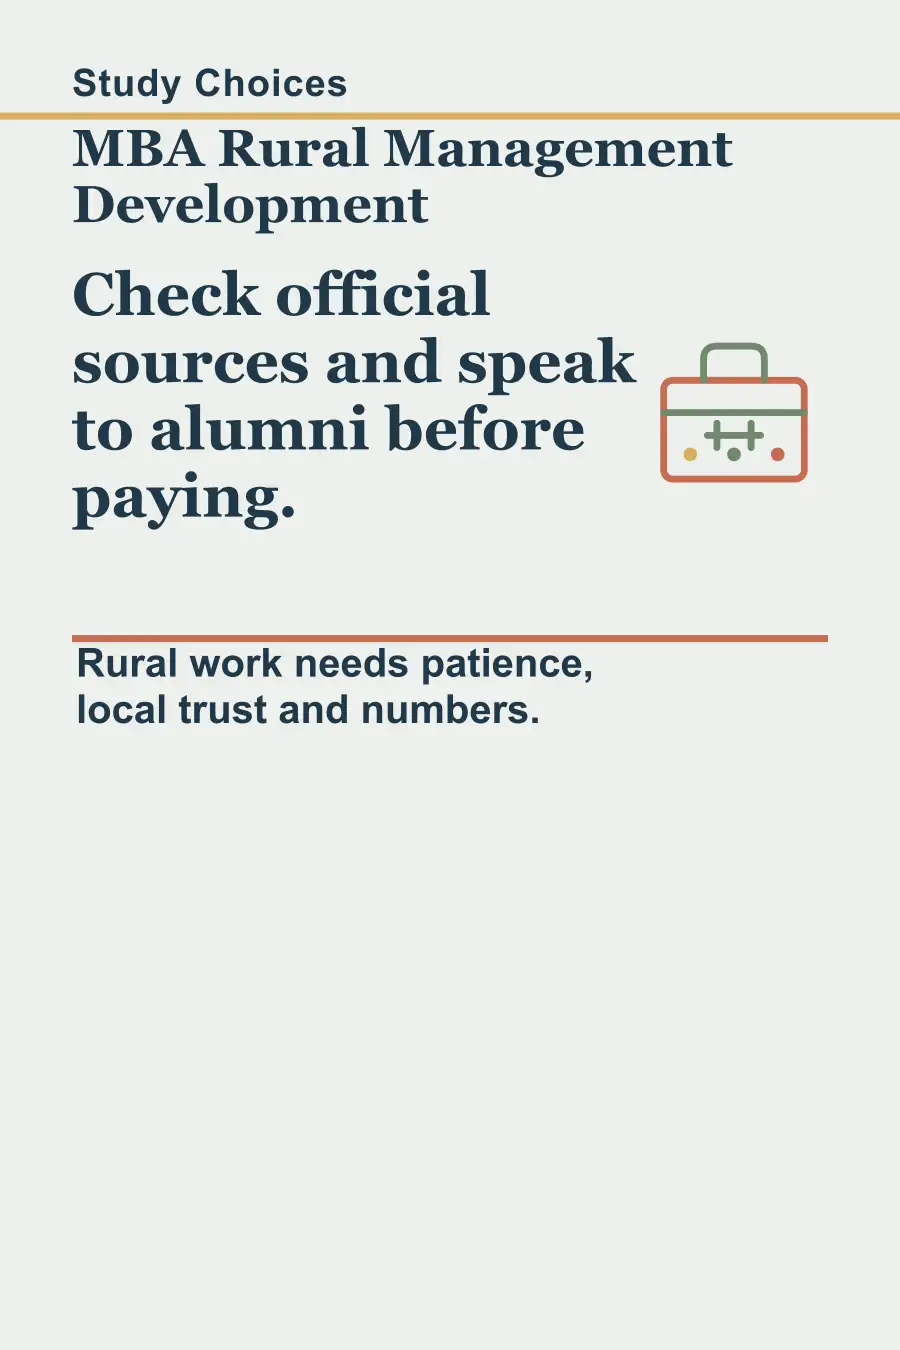 Study Choices
MBA Rural Management
Development
Check official
sources and speak
to alumni before
paying.
Rural work needs patience,
local trust and numbers.